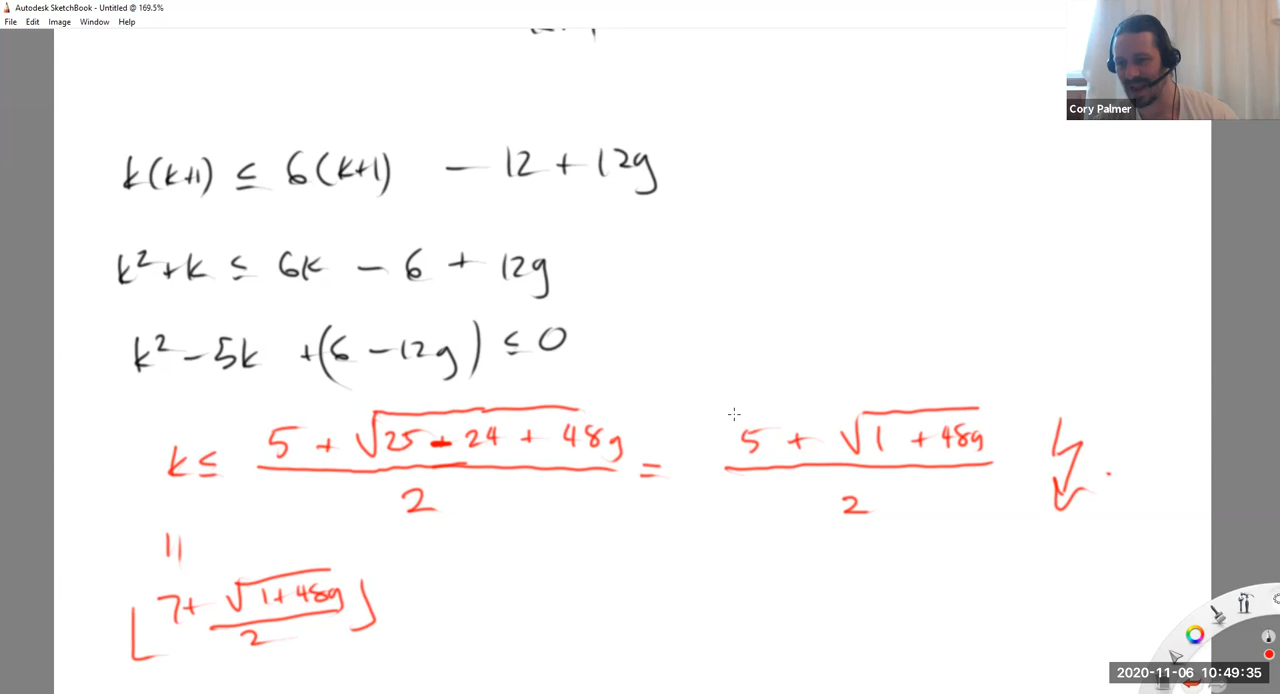 Autodesk SketchBook - Untitled @ 169.5%
File Edit Image Window Help
Cory Palmer
k(k+1) ≤ 6(k+1) - 12 + 12g
k² + k ≤ 6k - 6 + 12g
k² - 5k + (6 - 12g) ≤ 0
k ≤ (5 + √(25 - 24 + 48g))/2 = (5 + √(1 + 48g))/2 ↯.
||
⌊7 + √(1+48g)/2⌋
2020-11-06 10:49:35